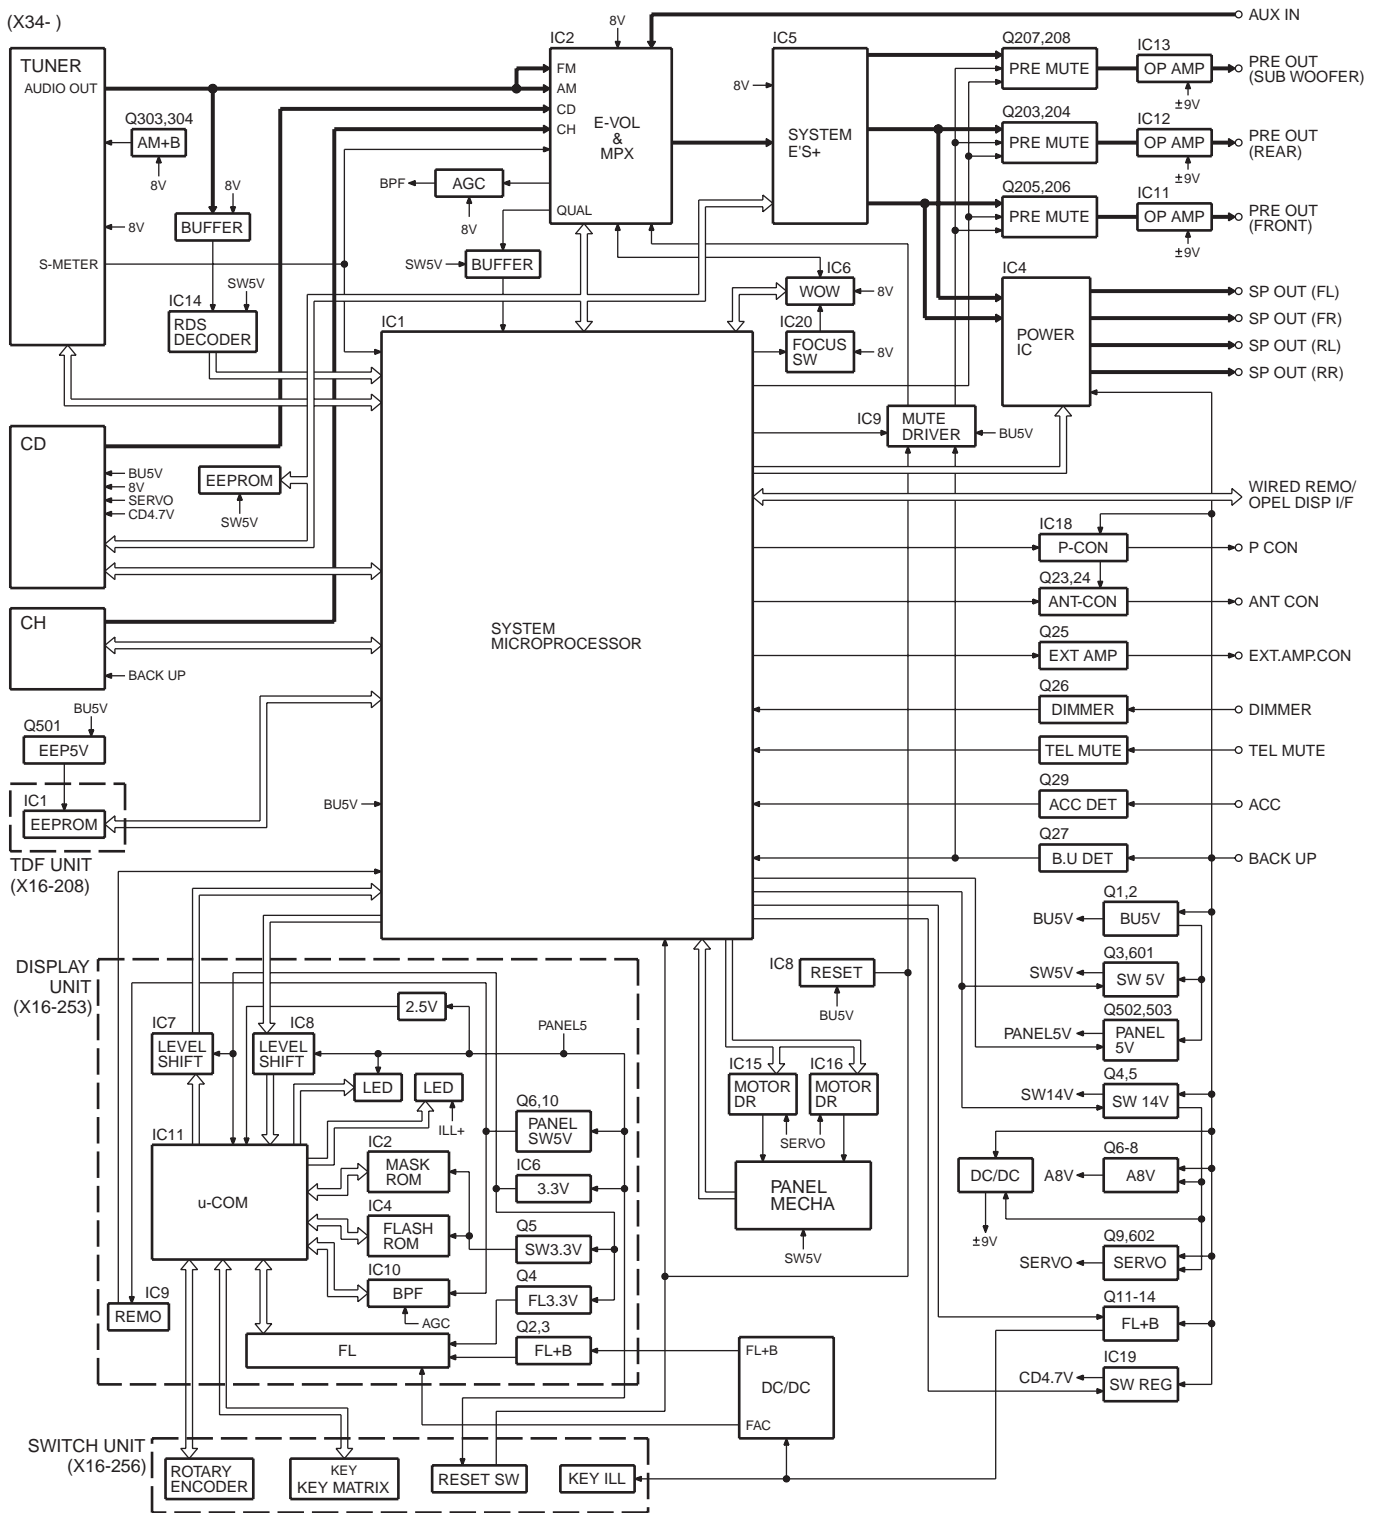 (X34- )
TUNER
AUDIO OUT
Q303,304
AM+B
8V
8V
BUFFER
8V
S-METER
SW5V
IC14
RDS
DECODER
IC2
8V
FM
AM
CD
CH
E-VOL
&
MPX
QUAL
BPF
AGC
8V
SW5V
BUFFER
IC5
8V
SYSTEM
E'S+
AUX IN
Q207,208
PRE MUTE
IC13
OP AMP
±9V
PRE OUT
(SUB WOOFER)
Q203,204
PRE MUTE
IC12
OP AMP
±9V
PRE OUT
(REAR)
Q205,206
PRE MUTE
IC11
OP AMP
±9V
PRE OUT
(FRONT)
IC6
WOW
8V
IC20
FOCUS
SW
8V
IC4
POWER
IC
SP OUT (FL)
SP OUT (FR)
SP OUT (RL)
SP OUT (RR)
IC9
MUTE
DRIVER
BU5V
IC1
SYSTEM
MICROPROCESSOR
BU5V
CD
BU5V
8V
SERVO
CD4.7V
EEPROM
SW5V
CH
BACK UP
BU5V
Q501
EEP5V
IC1
EEPROM
TDF UNIT
(X16-208)
WIRED REMO/
OPEL DISP I/F
IC18
P-CON
P CON
Q23,24
ANT-CON
ANT CON
Q25
EXT AMP
EXT.AMP.CON
Q26
DIMMER
DIMMER
TEL MUTE
TEL MUTE
Q29
ACC DET
ACC
Q27
B.U DET
BACK UP
Q1,2
BU5V
BU5V
Q3,601
SW5V
SW 5V
Q502,503
PANEL5V
PANEL
5V
Q4,5
SW14V
SW 14V
DC/DC
±9V
Q6-8
A8V
A8V
Q9,602
SERVO
SERVO
Q11-14
FL+B
IC19
CD4.7V
SW REG
IC8
RESET
BU5V
IC15
MOTOR
DR
IC16
MOTOR
DR
SERVO
PANEL
MECHA
SW5V
DISPLAY
UNIT
(X16-253)
2.5V
PANEL5
IC7
LEVEL
SHIFT
IC8
LEVEL
SHIFT
LED
LED
ILL+
Q6,10
PANEL
SW5V
IC11
u-COM
IC2
MASK
ROM
IC6
3.3V
IC4
FLASH
ROM
Q5
SW3.3V
IC10
BPF
AGC
Q4
FL3.3V
IC9
REMO
FL
Q2,3
FL+B
FL+B
DC/DC
FAC
SWITCH UNIT
(X16-256)
ROTARY
ENCODER
KEY
KEY MATRIX
RESET SW
KEY ILL